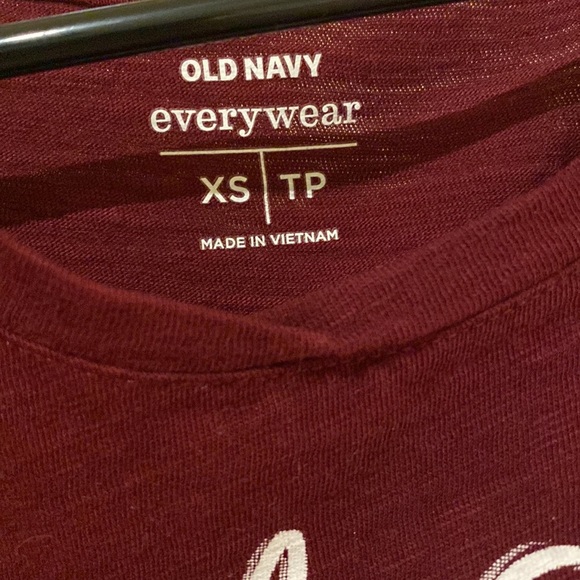 OLD NAVY
everywear
XS TP
MADE IN VIETNAM